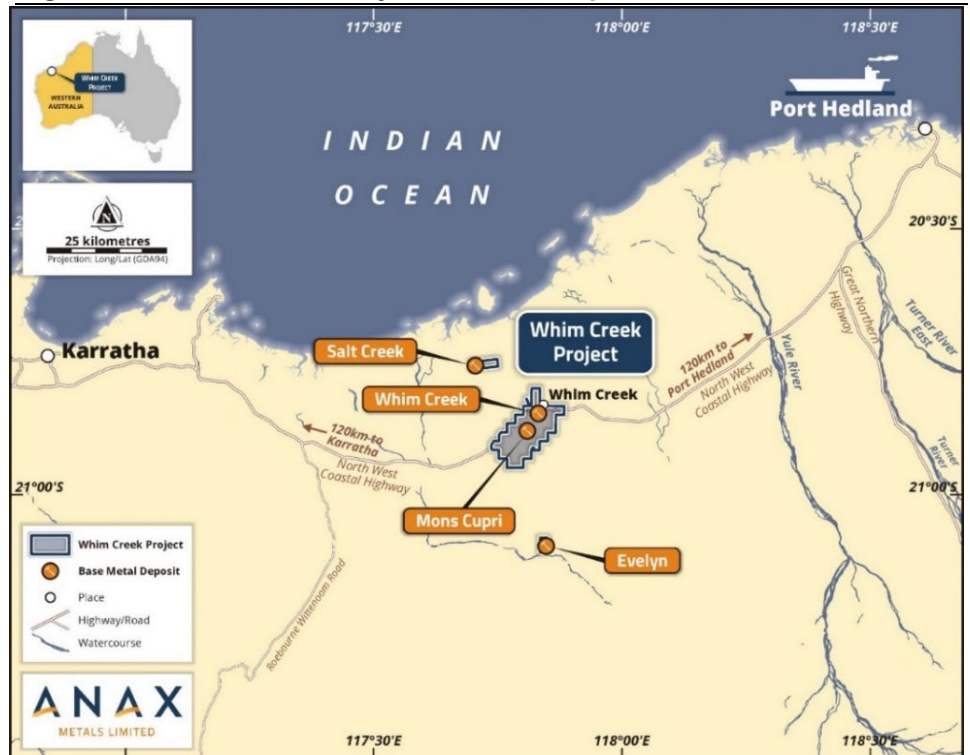 117°30'E
118°00'E
118°30'E
WHIM CREEK
PROJECT
WESTERN
AUSTRALIA
INDIAN
OCEAN
Port Hedland
N
25 kilometres
Projection: Long/Lat (GDA94)
20°30'S
Karratha
Salt Creek
Whim Creek
Project
Whim Creek
Whim Creek
120km to
Port Hedland
North West
Coastal Highway
Yule River
Great Northern
Highway
Turner River
East
Turner
River
120km to
Karratha
North West
Coastal Highway
21°00'S
21°00'S
Mons Cupri
Evelyn
Roebourne Wittenoom Road
Whim Creek Project
Base Metal Deposit
Place
Highway/Road
Watercourse
ANAX
METALS LIMITED
117°30'E
118°00'E
118°30'E